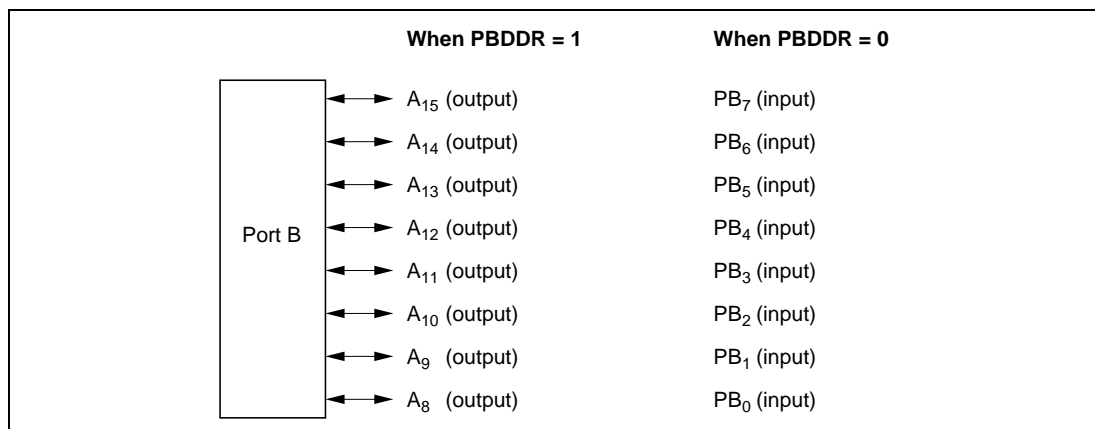 When PBDDR = 1 When PBDDR = 0
A15 (output) PB7 (input)
A14 (output) PB6 (input)
A13 (output) PB5 (input)
Port B A12 (output) PB4 (input)
A11 (output) PB3 (input)
A10 (output) PB2 (input)
A9 (output) PB1 (input)
A8 (output) PB0 (input)